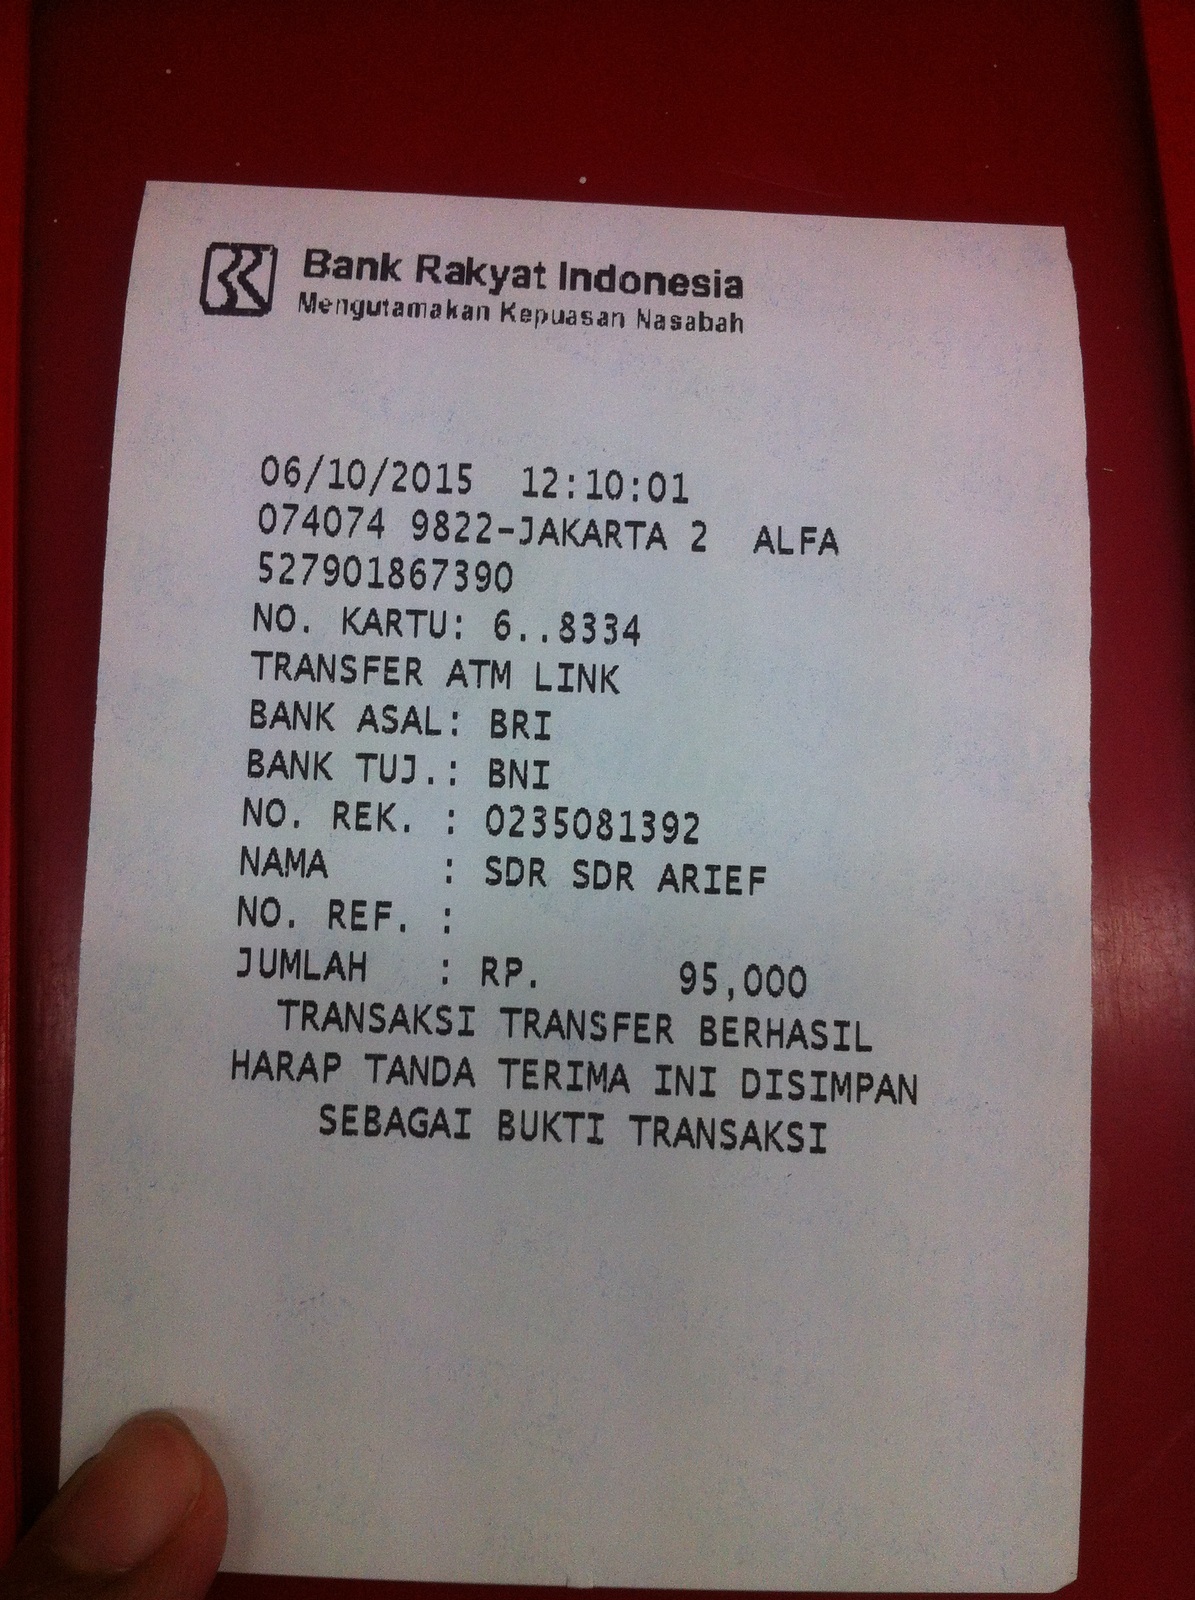 Bank Rakyat Indonesia
Mengutamakan Kepuasan Nasabah
06/10/2015 12:10:01
074074 9822-JAKARTA 2 ALFA
527901867390
NO. KARTU: 6..8334
TRANSFER ATM LINK
BANK ASAL: BRI
BANK TUJ.: BNI
NO. REK. : 0235081392
NAMA : SDR SDR ARIEF
NO. REF. :
JUMLAH : RP. 95,000
TRANSAKSI TRANSFER BERHASIL
HARAP TANDA TERIMA INI DISIMPAN
SEBAGAI BUKTI TRANSAKSI